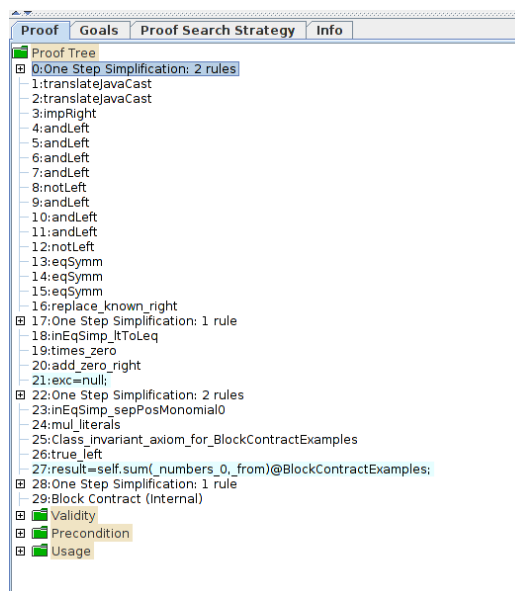 Proof Goals Proof Search Strategy Info
Proof Tree
0:One Step Simplification: 2 rules
1:translateJavaCast
2:translateJavaCast
3:impRight
4:andLeft
5:andLeft
6:andLeft
7:andLeft
8:notLeft
9:andLeft
10:andLeft
11:andLeft
12:notLeft
13:eqSymm
14:eqSymm
15:eqSymm
16:replace_known_right
17:One Step Simplification: 1 rule
18:inEqSimp_ltToLeq
19:times_zero
20:add_zero_right
21:exc=null;
22:One Step Simplification: 2 rules
23:inEqSimp_sepPosMonomial0
24:mul_literals
25:Class_invariant_axiom_for_BlockContractExamples
26:true_left
27:result=self.sum(_numbers_0,_from)@BlockContractExamples;
28:One Step Simplification: 1 rule
29:Block Contract (Internal)
Validity
Precondition
Usage